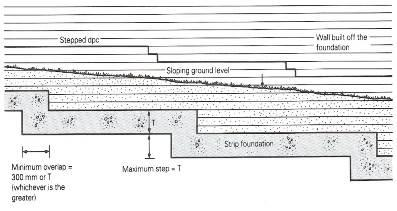 Stepped dpc
Wall built off the
foundation
Sloping ground level
T
Strip foundation
Minimum overlap =
300 mm or T
(whichever is the
greater)
Maximum step = T